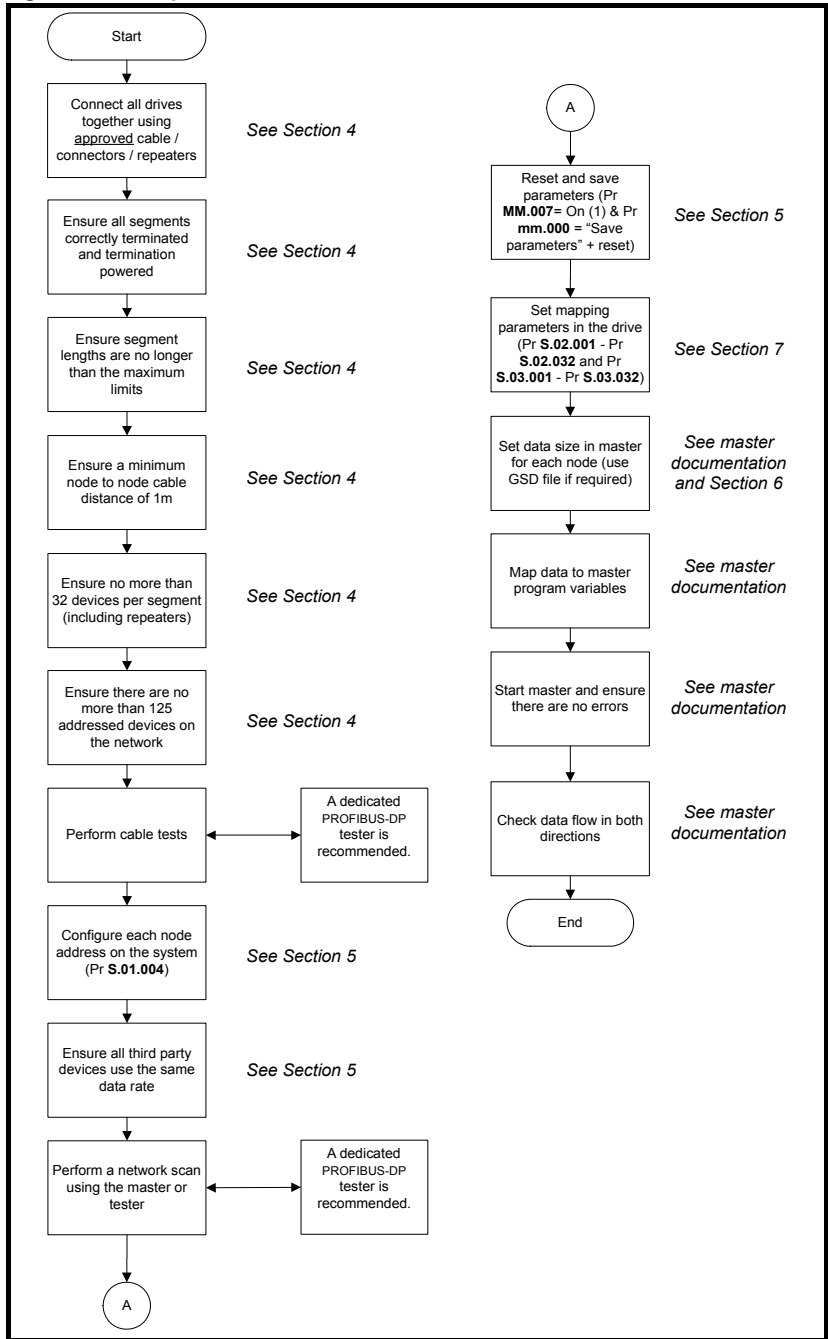 Start
Connect all drives
together using
approved cable /
connectors / repeaters
See Section 4
Ensure all segments
correctly terminated
and termination
powered
See Section 4
Ensure segment
lengths are no longer
than the maximum
limits
See Section 4
Ensure a minimum
node to node cable
distance of 1m
See Section 4
Ensure no more than
32 devices per segment
(including repeaters)
See Section 4
Ensure there are no
more than 125
addressed devices on
the network
See Section 4
Perform cable tests
A dedicated
PROFIBUS-DP
tester is
recommended.
Configure each node
address on the system
(Pr S.01.004)
See Section 5
Ensure all third party
devices use the same
data rate
See Section 5
Perform a network scan
using the master or
tester
A dedicated
PROFIBUS-DP
tester is
recommended.
A
A
Reset and save
parameters (Pr
MM.007= On (1) & Pr
mm.000 = “Save
parameters” + reset)
See Section 5
Set mapping
parameters in the drive
(Pr S.02.001 - Pr
S.02.032 and Pr
S.03.001 - Pr S.03.032)
See Section 7
Set data size in master
for each node (use
GSD file if required)
See master
documentation
and Section 6
Map data to master
program variables
See master
documentation
Start master and ensure
there are no errors
See master
documentation
Check data flow in both
directions
See master
documentation
End